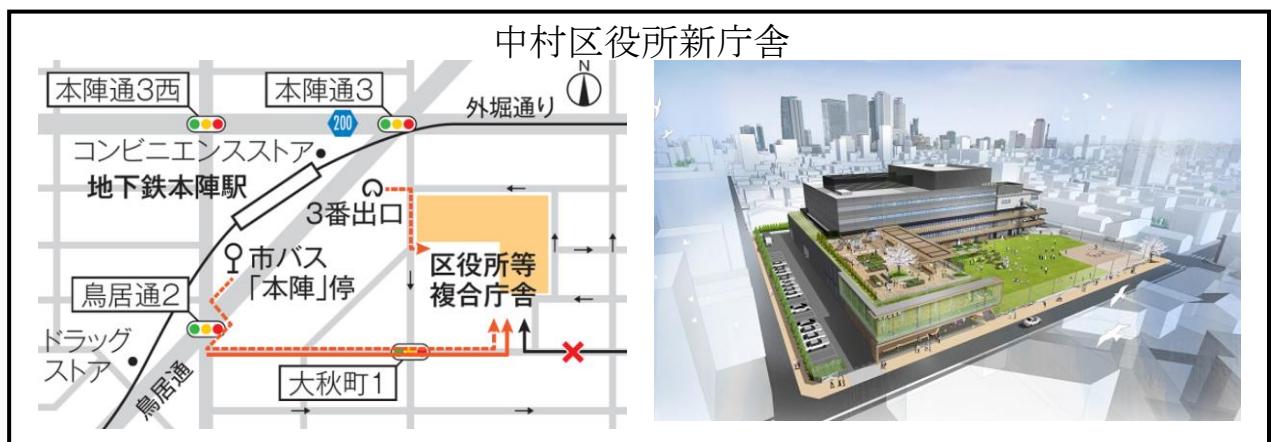 中村区役所新庁舎
本陣通3西
本陣通3
N
外堀通り
200
コンビニエンスストア
地下鉄本陣駅
3番出口
市バス
「本陣」停
区役所等
複合庁舎
鳥居通2
ドラッグ
ストア
鳥居通
大秋町1